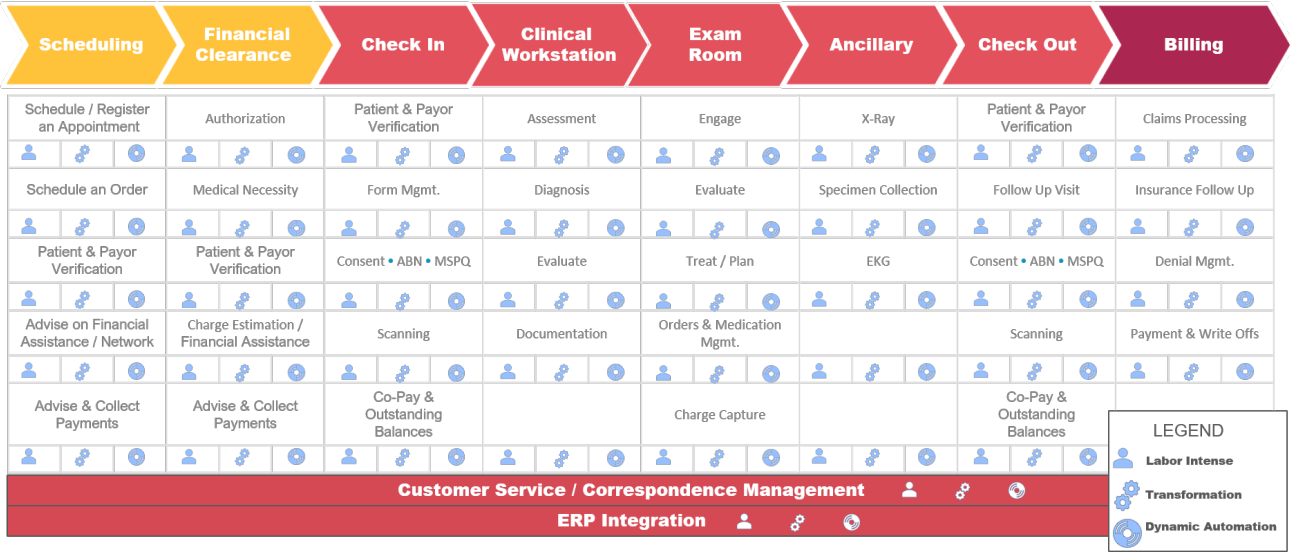 Scheduling
Financial
Clearance
Check In
Clinical
Workstation
Exam
Room
Ancillary
Check Out
Billing
Schedule / Register
an Appointment
Authorization
Patient & Payor
Verification
Assessment
Engage
X-Ray
Patient & Payor
Verification
Claims Processing
Schedule an Order
Medical Necessity
Form Mgmt.
Diagnosis
Evaluate
Specimen Collection
Follow Up Visit
Insurance Follow Up
Patient & Payor
Verification
Patient & Payor
Verification
Consent • ABN • MSPQ
Evaluate
Treat / Plan
EKG
Consent • ABN • MSPQ
Denial Mgmt.
Advise on Financial
Assistance / Network
Charge Estimation /
Financial Assistance
Scanning
Documentation
Orders & Medication
Mgmt.
Scanning
Payment & Write Offs
Advise & Collect
Payments
Advise & Collect
Payments
Co-Pay &
Outstanding
Balances
Charge Capture
Co-Pay &
Outstanding
Balances
LEGEND
Labor Intense
Transformation
Dynamic Automation
Customer Service / Correspondence Management
ERP Integration